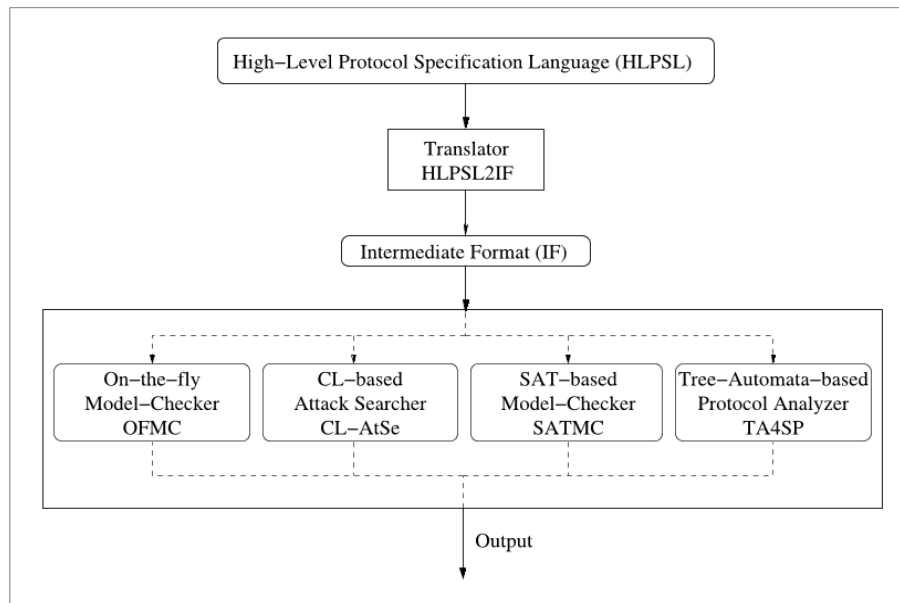 High−Level Protocol Specification Language (HLPSL)
Translator
HLPSL2IF
Intermediate Format (IF)
On−the−fly
Model−Checker
OFMC
CL−based
Attack Searcher
CL−AtSe
SAT−based
Model−Checker
SATMC
Tree−Automata−based
Protocol Analyzer
TA4SP
Output